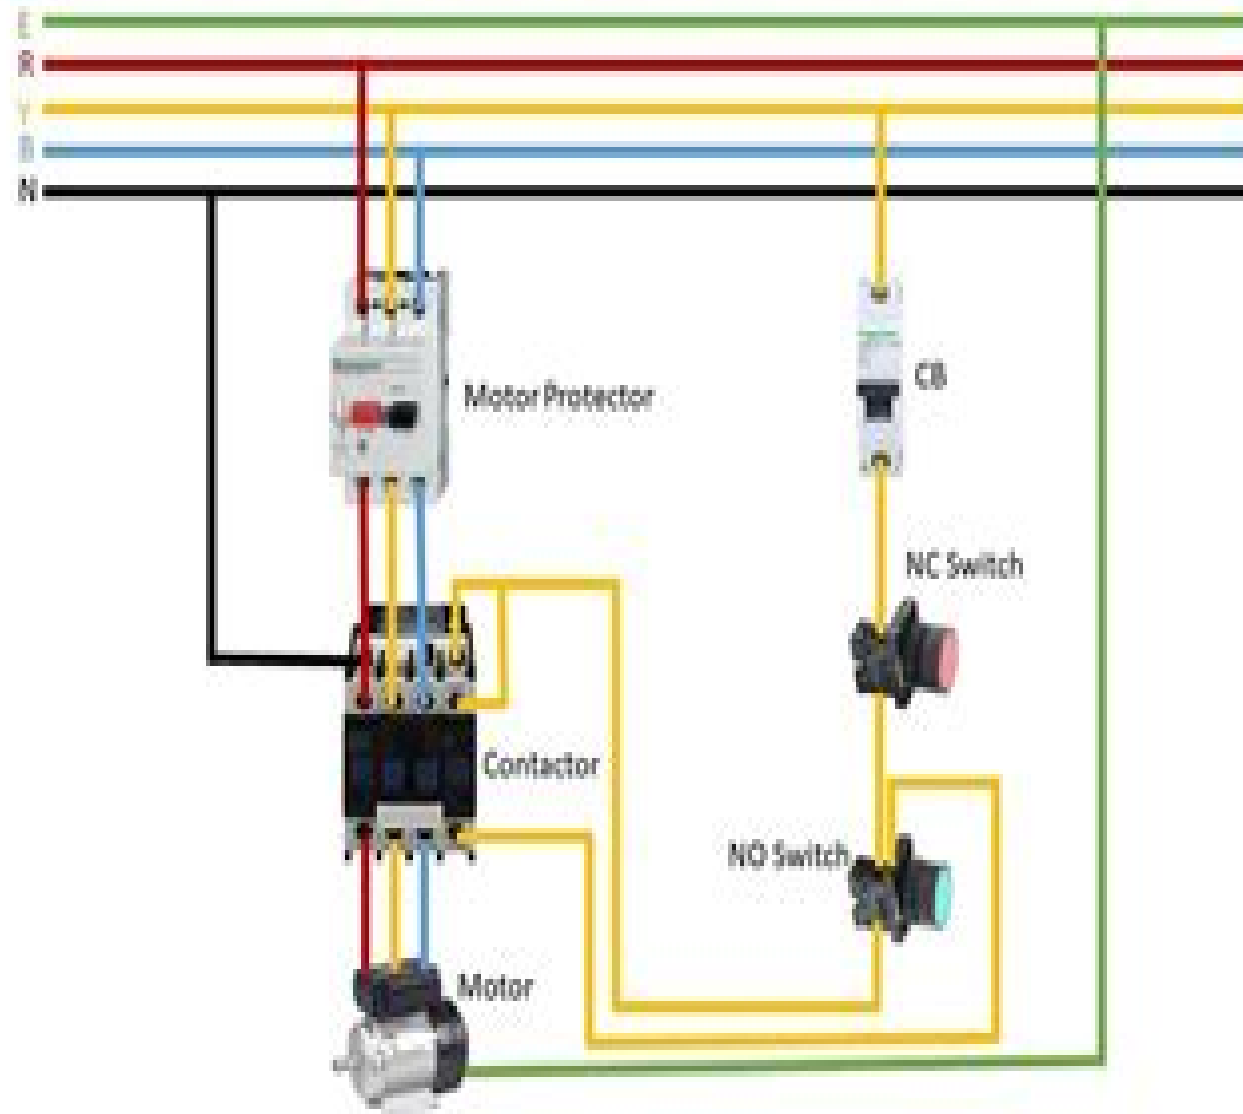 E
R
Y
B
N
Motor Protector
CB
NC Switch
Contactor
NO Switch
Motor